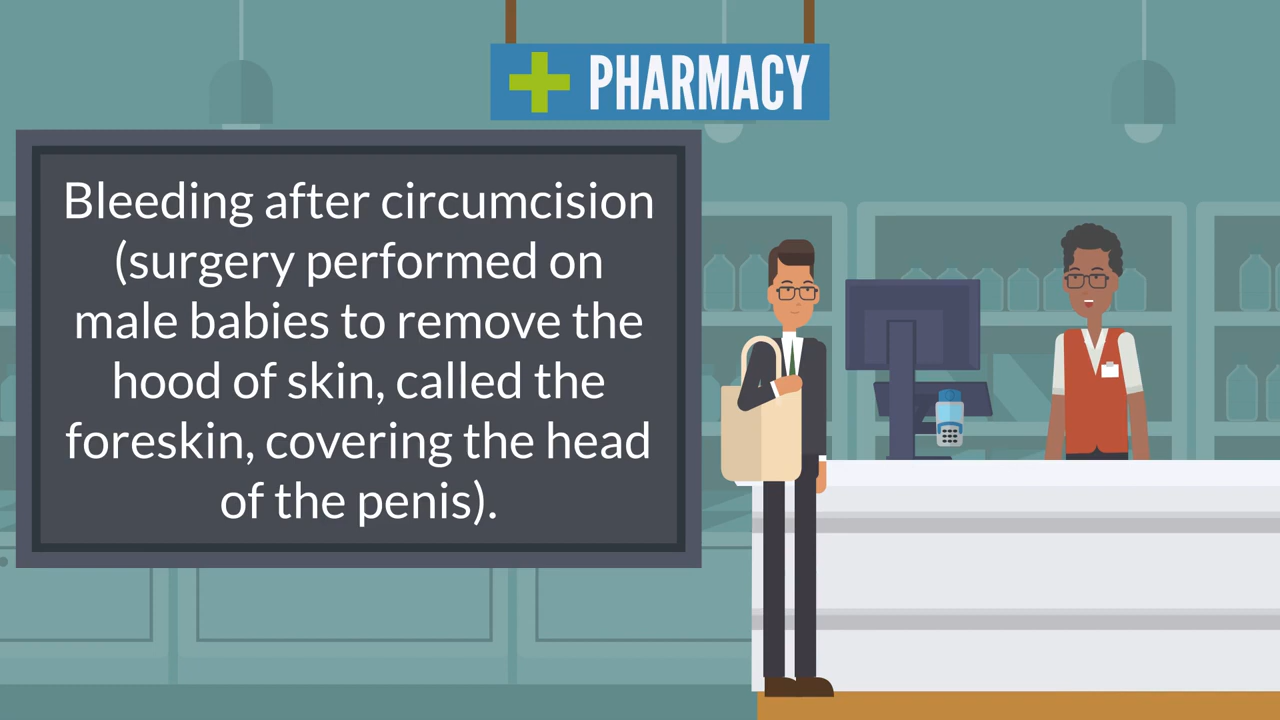 PHARMACY
Bleeding after circumcision
(surgery performed on
male babies to remove the
hood of skin, called the
foreskin, covering the head
of the penis).